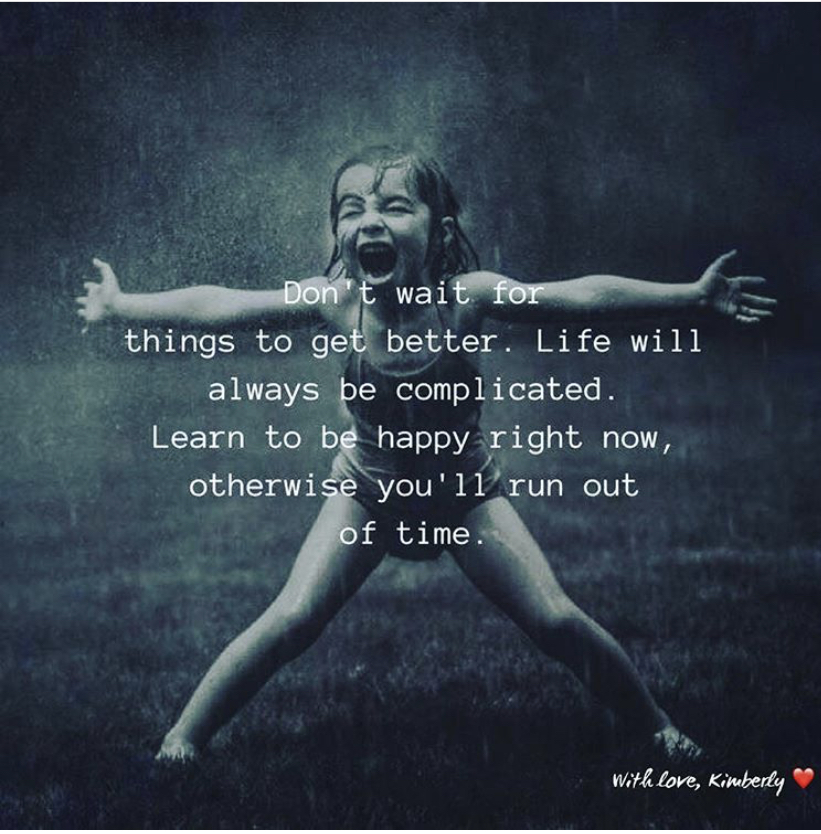 Don't wait for
things to get better. Life will
always be complicated.
Learn to be happy right now,
otherwise you'll run out
of time.
With love, Kimberly ❤️